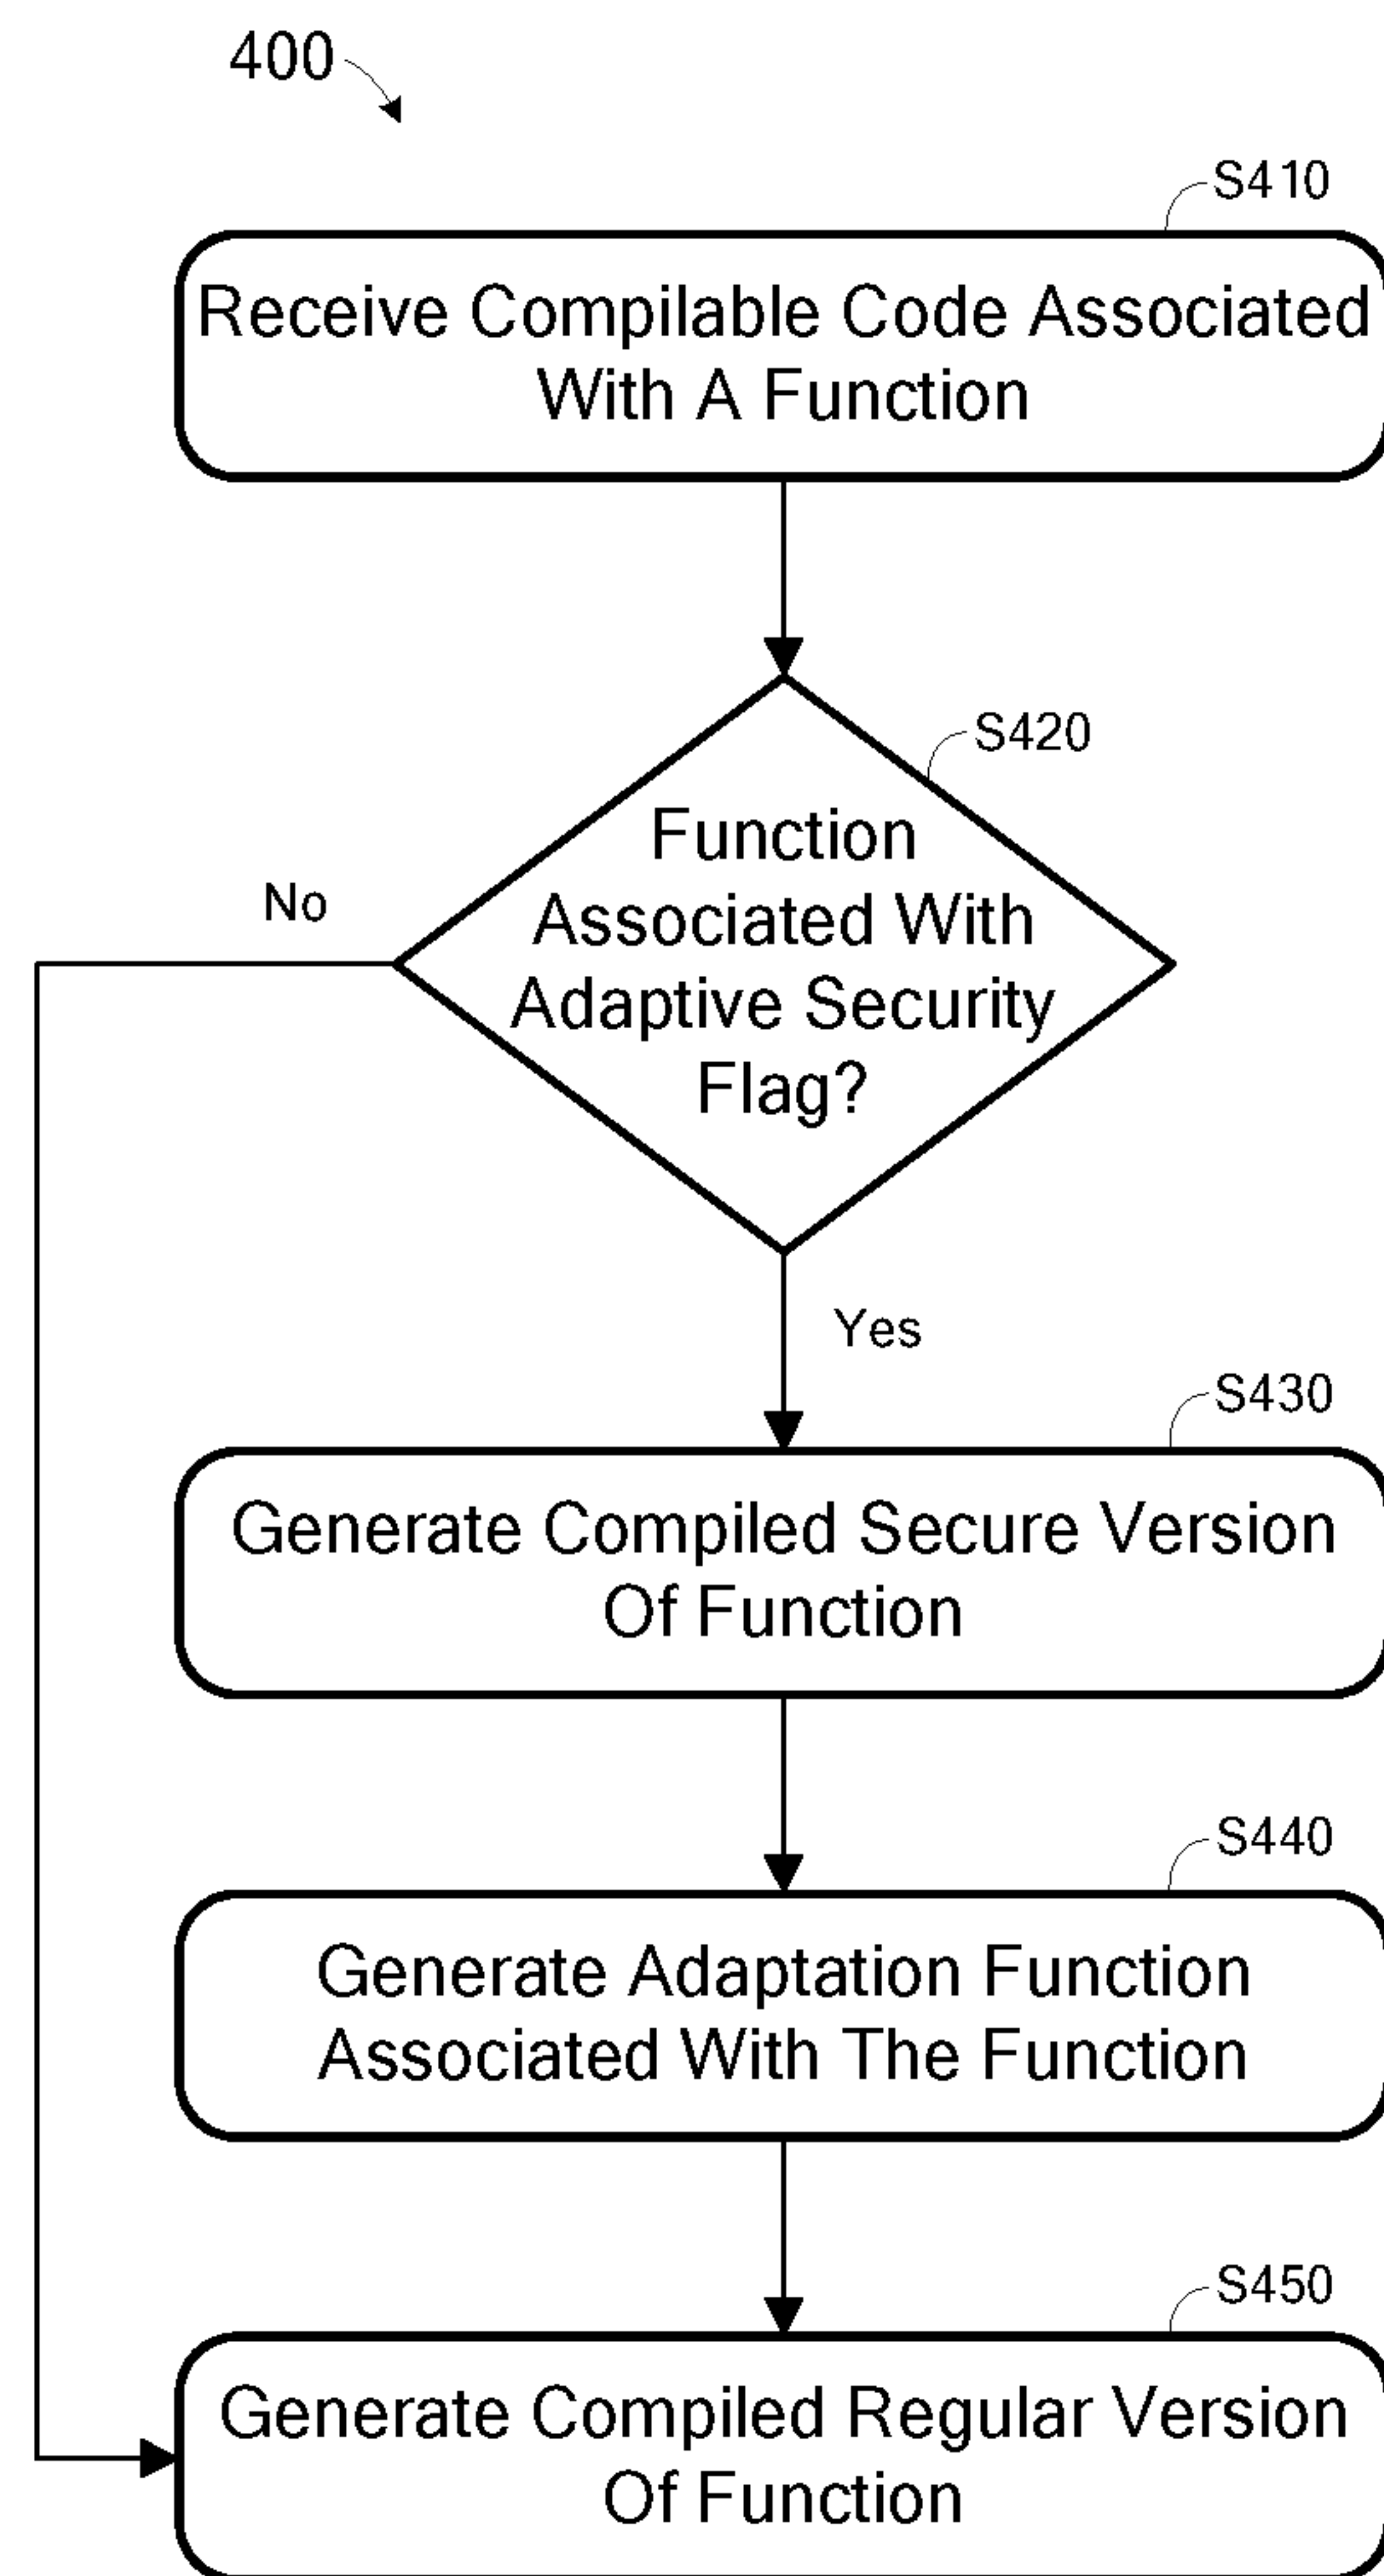 400
S410
Receive Compilable Code Associated
With A Function
S420
Function
Associated With
Adaptive Security
Flag?
No
Yes
S430
Generate Compiled Secure Version
Of Function
S440
Generate Adaptation Function
Associated With The Function
S450
Generate Compiled Regular Version
Of Function